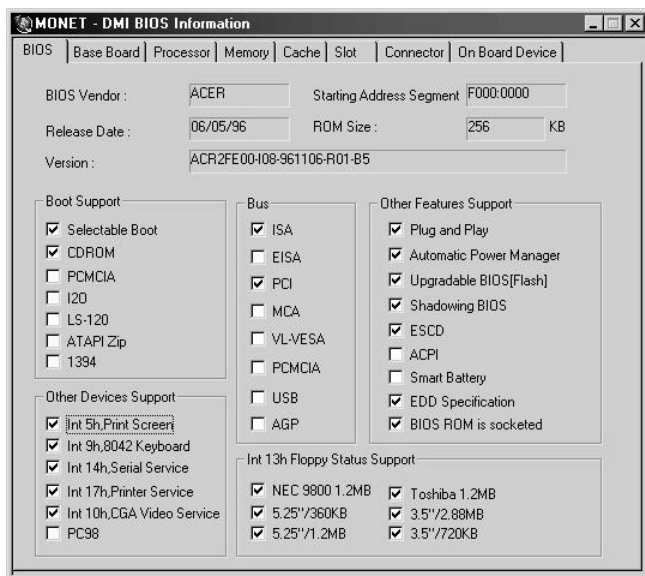 MONET - DMI BIOS Information
BIOS Base Board Processor Memory Cache Slot Connector On Board Device
BIOS Vendor : ACER Starting Address Segment F000:0000
Release Date : 06/05/96 ROM Size : 256 KB
Version : ACR2FE00-I08-961106-R01-B5
Boot Support
Selectable Boot
CDROM
PCMCIA
I2O
LS-120
ATAPI Zip
1394
Bus
ISA
EISA
PCI
MCA
VL-VESA
PCMCIA
USB
AGP
Other Features Support
Plug and Play
Automatic Power Manager
Upgradable BIOS[Flash]
Shadowing BIOS
ESCD
ACPI
Smart Battery
EDD Specification
BIOS ROM is socketed
Other Devices Support
Int 5h,Print Screen
Int 9h,8042 Keyboard
Int 14h,Serial Service
Int 17h,Printer Service
Int 10h,CGA Video Service
PC98
Int 13h Floppy Status Support
NEC 9800 1.2MB
5.25"/360KB
5.25"/1.2MB
Toshiba 1.2MB
3.5"/2.88MB
3.5"/720KB